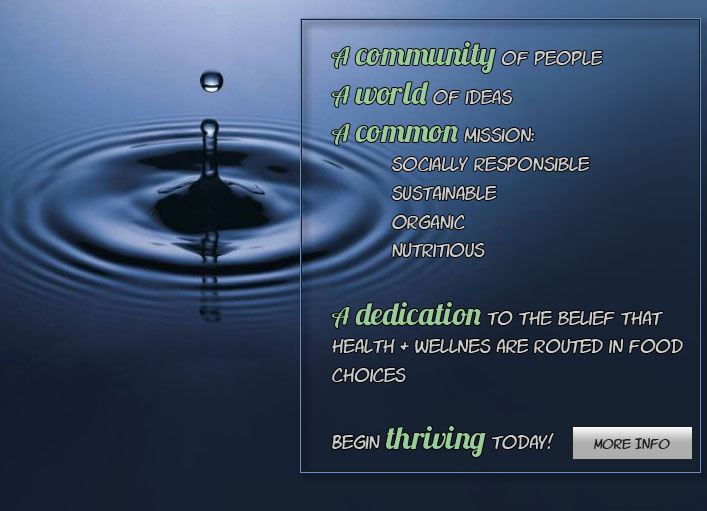 A community OF PEOPLE
A world OF IDEAS
A common MISSION:
SOCIALLY RESPONSIBLE
SUSTAINABLE
ORGANIC
NUTRITIOUS
A dedication TO THE BELIEF THAT
HEALTH + WELLNES ARE ROUTED IN FOOD
CHOICES
BEGIN thriving TODAY!
MORE INFO